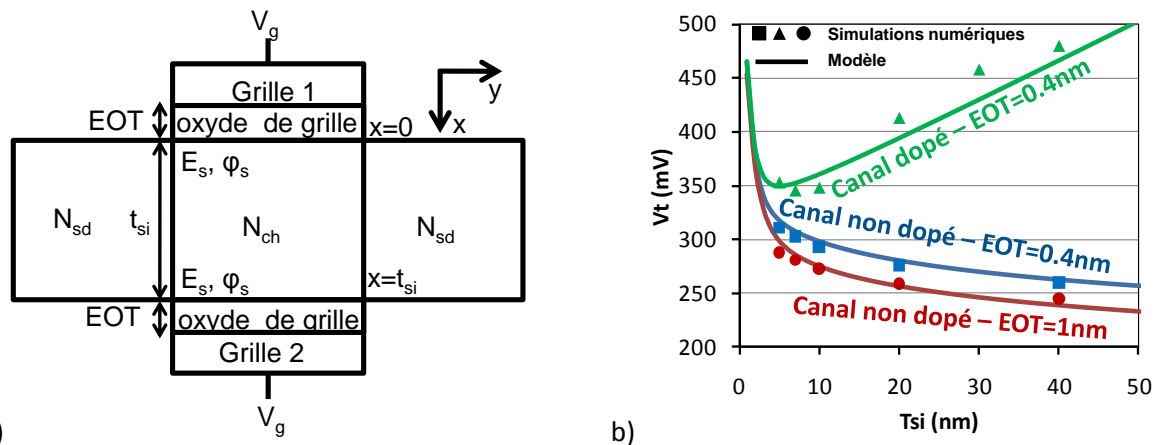 V_g
Grille 1
EOT
oxyde de grille
x=0
y
x
E_s, φ_s
N_sd
t_si
N_ch
N_sd
E_s, φ_s
x=t_si
EOT
oxyde de grille
Grille 2
V_g
)
b)
Vt (mV)
500
450
400
350
300
250
200
Simulations numériques
Modèle
Canal dopé – EOT=0.4nm
Canal non dopé – EOT=0.4nm
Canal non dopé – EOT=1nm
0 10 20 30 40 50
Tsi (nm)